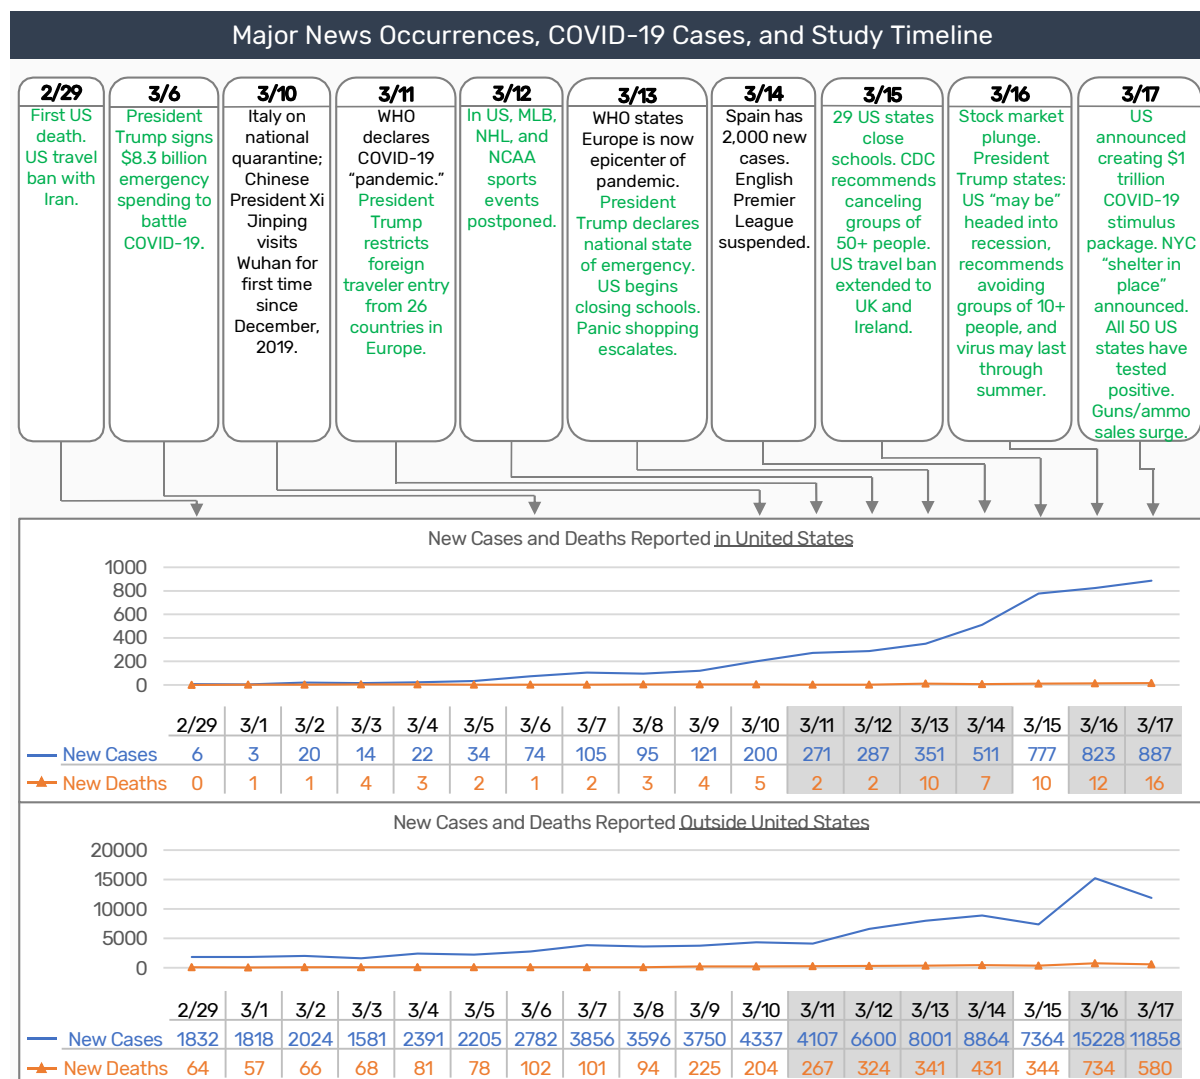 Major News Occurrences, COVID-19 Cases, and Study Timeline
2/29
First US
death.
US travel
ban with
Iran.
3/6
President
Trump signs
$8.3 billion
emergency
spending to
battle
COVID-19.
3/10
Italy on
national
quarantine;
Chinese
President Xi
Jinping
visits
Wuhan for
first time
since
December,
2019.
3/11
WHO
declares
COVID-19
“pandemic.”
President
Trump
restricts
foreign
traveler entry
from 26
countries in
Europe.
3/12
In US, MLB,
NHL, and
NCAA
sports
events
postponed.
3/13
WHO states
Europe is now
epicenter of
pandemic.
President
Trump declares
national state
of emergency.
US begins
closing schools.
Panic shopping
escalates.
3/14
Spain has
2,000 new
cases.
English
Premier
League
suspended.
3/15
29 US states
close
schools. CDC
recommends
canceling
groups of
50+ people.
US travel ban
extended to
UK and
Ireland.
3/16
Stock market
plunge.
President
Trump states:
US “may be”
headed into
recession,
recommends
avoiding
groups of 10+
people, and
virus may last
through
summer.
3/17
US
announced
creating $1
trillion
COVID-19
stimulus
package. NYC
“shelter in
place”
announced.
All 50 US
states have
tested
positive.
Guns/ammo
sales surge.
New Cases and Deaths Reported in United States
1000
800
600
400
200
0
2/29 3/1 3/2 3/3 3/4 3/5 3/6 3/7 3/8 3/9 3/10 3/11 3/12 3/13 3/14 3/15 3/16 3/17
New Cases 6 3 20 14 22 34 74 105 95 121 200 271 287 351 511 777 823 887
New Deaths 0 1 1 4 3 2 1 2 3 4 5 2 2 10 7 10 12 16
New Cases and Deaths Reported Outside United States
20000
15000
10000
5000
0
2/29 3/1 3/2 3/3 3/4 3/5 3/6 3/7 3/8 3/9 3/10 3/11 3/12 3/13 3/14 3/15 3/16 3/17
New Cases 1832 1818 2024 1581 2391 2205 2782 3856 3596 3750 4337 4107 6600 8001 8864 7364 15228 11858
New Deaths 64 57 66 68 81 78 102 101 94 225 204 267 324 341 431 344 734 580